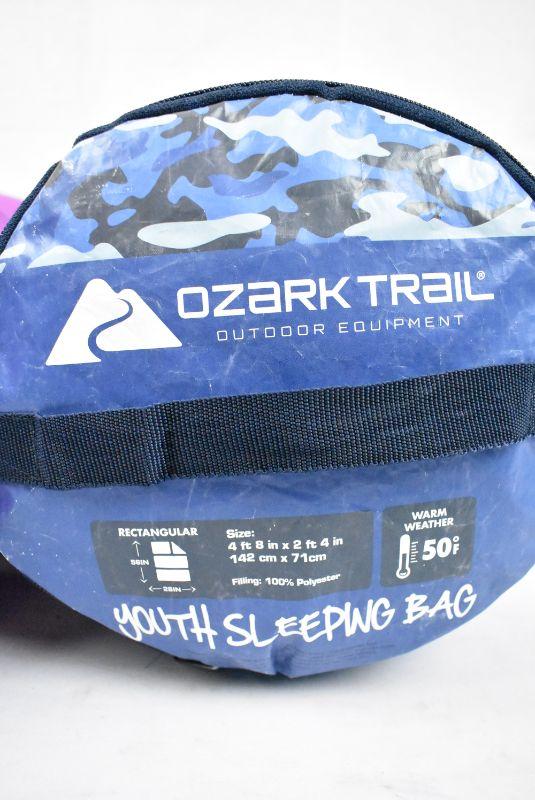 OZARK TRAIL®
OUTDOOR EQUIPMENT
RECTANGULAR
56IN
28IN
Size:
4 ft 8 in x 2 ft 4 in
142 cm x 71cm
Filling: 100% Polyester
WARM
WEATHER
50°F
YOUTH SLEEPING BAG